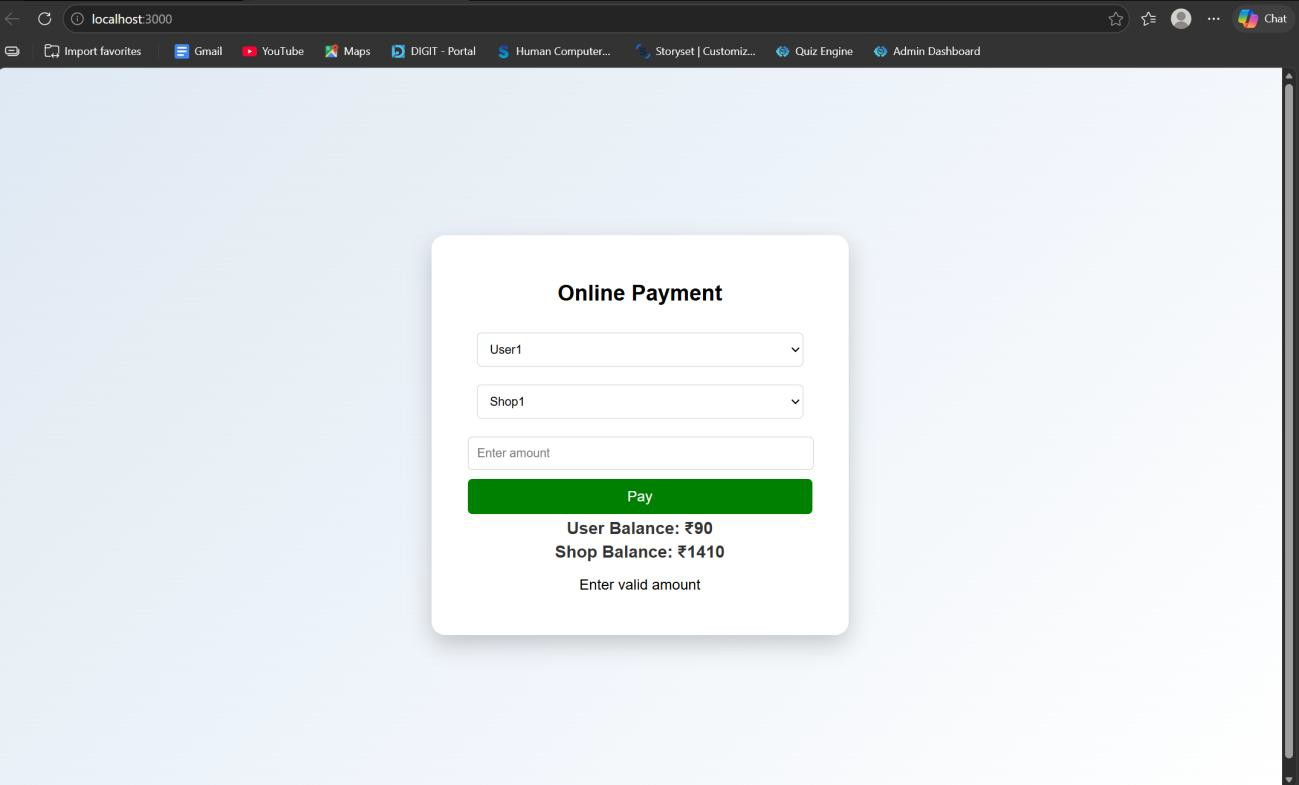 localhost:3000
Chat
Import favorites Gmail YouTube Maps DIGIT - Portal Human Computer... Storyset | Customiz... Quiz Engine Admin Dashboard
Online Payment
User1
Shop1
Enter amount
Pay
User Balance: ₹90
Shop Balance: ₹1410
Enter valid amount